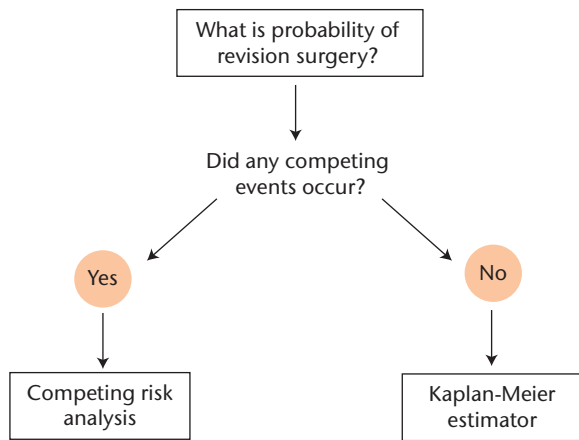 What is probability of
revision surgery?
Did any competing
events occur?
Yes
No
Competing risk
analysis
Kaplan-Meier
estimator